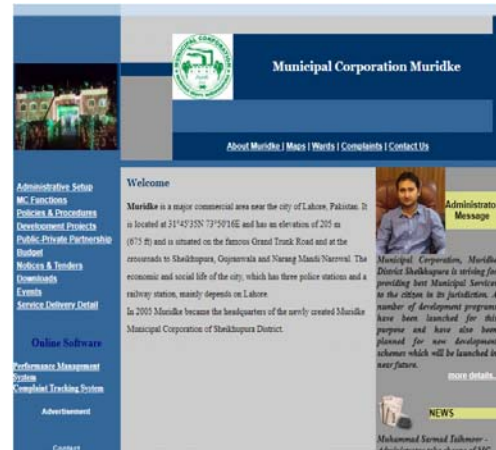 MUNICIPAL CORPORATION
Municipal Corporation Muridke
About Muridke | Maps | Wards | Complaints | Contact Us
Administrative Setup
MC Functions
Policies & Procedures
Development Projects
Public-Private Partnership
Budget
Notices & Tenders
Downloads
Events
Service Delivery Detail
Online Software
Performance Management
System
Complaint Tracking System
Advertisement
Contact
Welcome
Muridke is a major commercial area near the city of Lahore, Pakistan. It
is located at 31°45'35N 73°50'16E and has an elevation of 205 m
(675 ft) and is situated on the famous Grand Trunk Road and at the
crossroads to Sheikhupura, Gujranwala and Narang Mandi Narowal. The
economic and social life of the city, which has three police stations and a
railway station, mainly depends on Lahore.
In 2005 Muridke became the headquarters of the newly created Muridke
Municipal Corporation of Sheikhupura District.
Administrator
Message
Municipal Corporation, Muridke
District Sheikhupura is striving for
providing best Municipal Services
to the citizen in its jurisdiction. A
number of development programs
have been launched for this
purpose and have also been
planned for new development
schemes which will be launched in
near future.
more details..
NEWS
Muhammad Sarmad Taihmoor -
Administrator take charge of MC